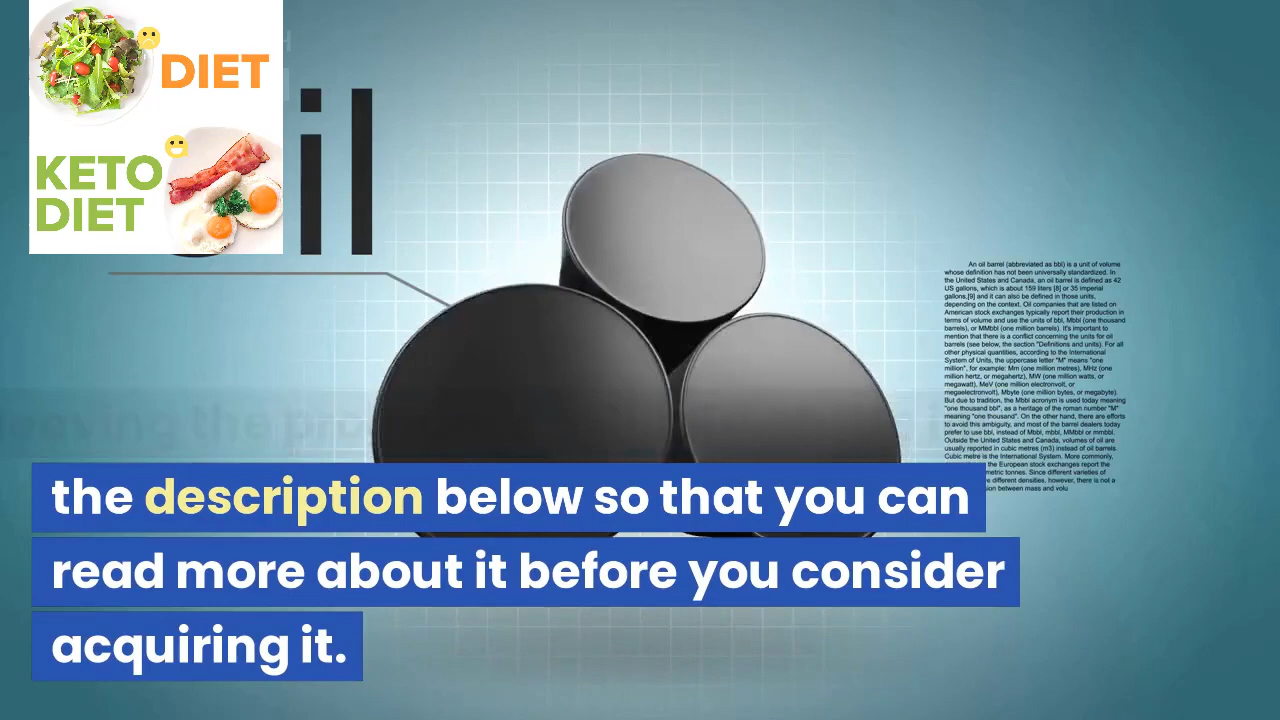 DIET
KETO
DIET
il
An oil barrel (abbreviated as bbl) is a unit of volume
whose definition has not been universally standardized. In
the United States and Canada, an oil barrel is defined as 42
US gallons, which is about 159 liters [8] or 35 imperial
gallons.[9] and it can also be defined in those units,
depending on the context. Oil companies that are listed on
American stock exchanges typically report their production in
terms of volume and use the units of bbl, Mbbl (one thousand
barrels), or MMbbl (one million barrels). It's important to
mention that there is a conflict concerning the units for oil
barrels (see below, the section "Definitions and units). For all
other physical quantities, according to the International
System of Units, the uppercase letter "M" means "one
million", for example: Mm (one million metres), MHz (one
million hertz, or megahertz), MW (one million watts, or
megawatt), MeV (one million electronvolt, or
megaelectronvolt), Mbyte (one million bytes, or megabyte).
But due to tradition, the Mbbl acronym is used today meaning
"one thousand bbl", as a heritage of the roman number "M"
meaning "one thousand". On the other hand, there are efforts
to avoid this ambiguity, and most of the barrel dealers today
prefer to use bbl, instead of Mbbl, mbbl, MMbbl or mmbbl.
Outside the United States and Canada, volumes of oil are
usually reported in cubic metres (m3) instead of oil barrels.
Cubic metre is the International System. More commonly,
the European stock exchanges report the
metric tonnes. Since different varieties of
different densities, however, there is not a
between mass and volu
the description below so that you can
read more about it before you consider
acquiring it.